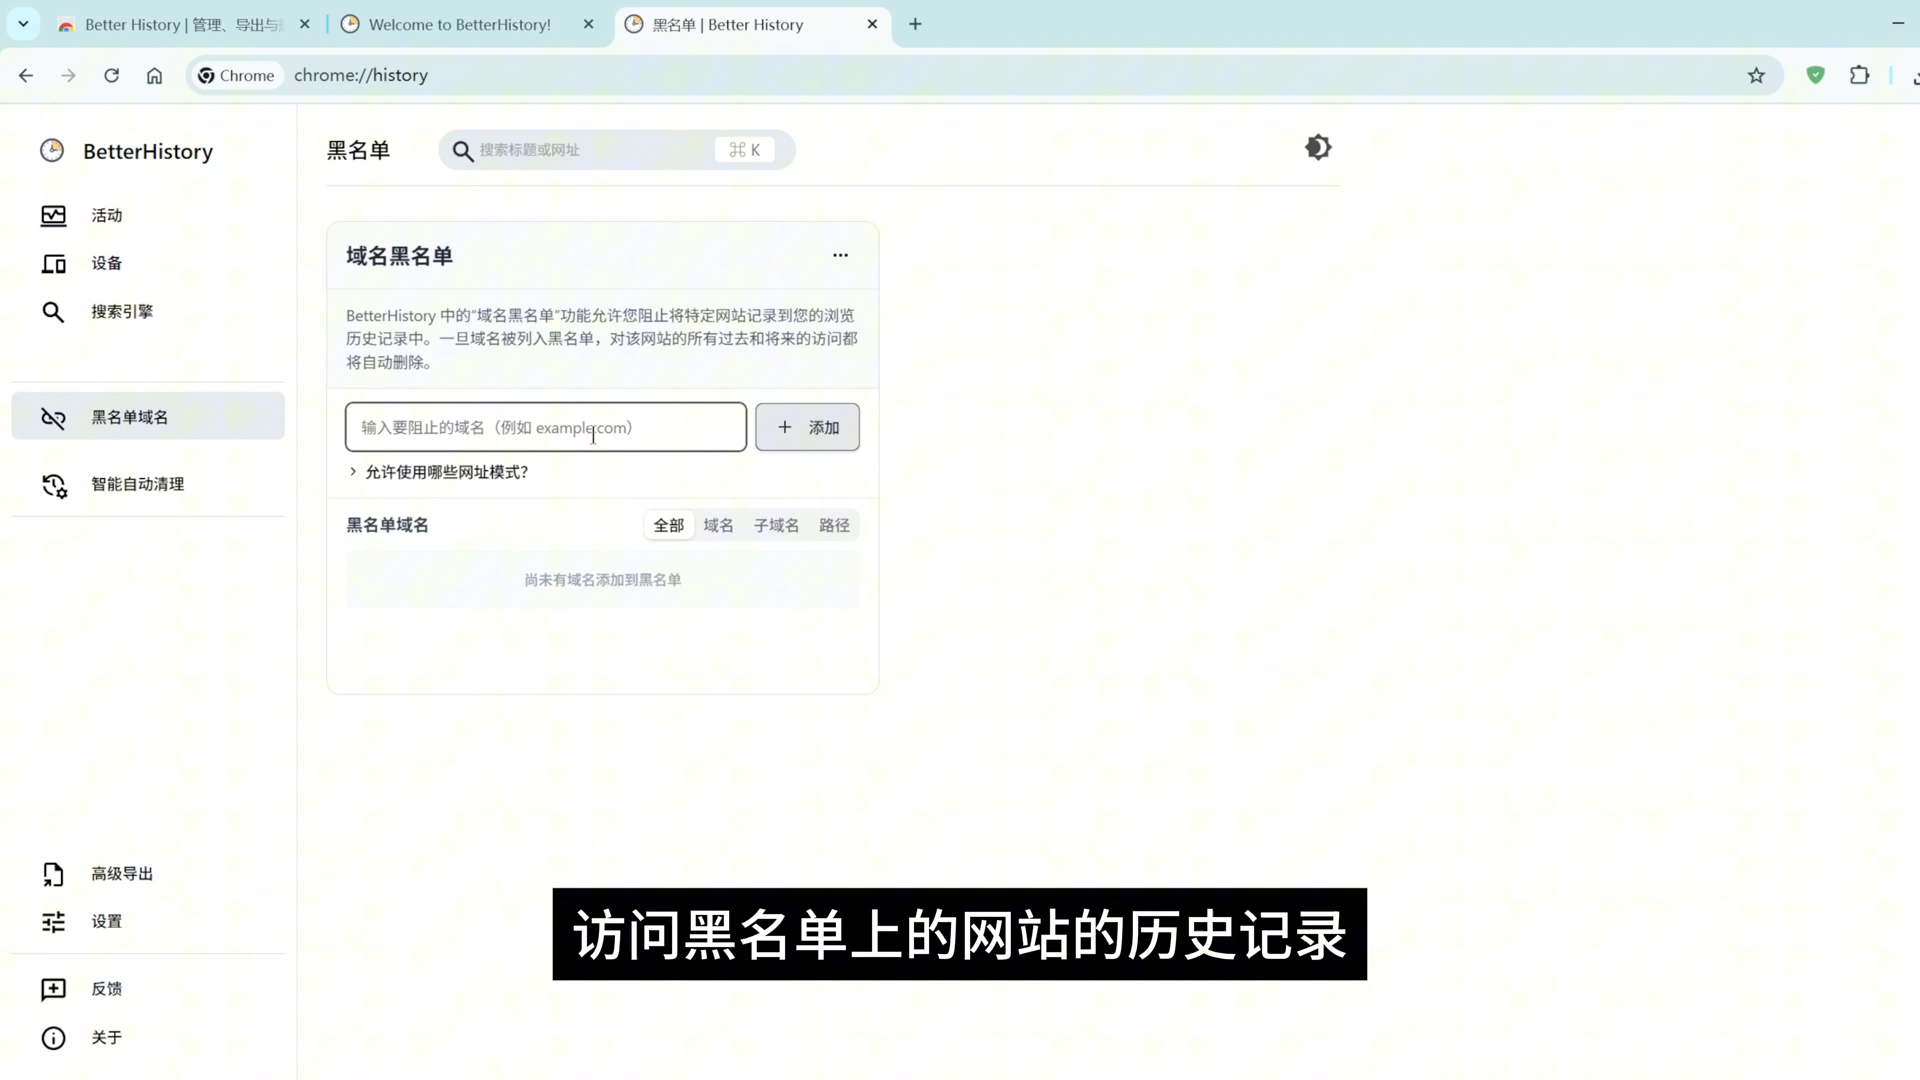 Better History | 管理、导出与
Welcome to BetterHistory!
黑名单 | Better History
Chrome
chrome://history
BetterHistory
活动
设备
搜索引擎
黑名单域名
智能自动清理
高级导出
设置
反馈
关于
黑名单
搜索标题或网址
⌘ K
域名黑名单
BetterHistory 中的“域名黑名单”功能允许您阻止将特定网站记录到您的浏览
历史记录中。一旦域名被列入黑名单，对该网站的所有过去和将来的访问都
将自动删除。
输入要阻止的域名（例如 example.com）
添加
允许使用哪些网址模式？
黑名单域名
全部 域名 子域名 路径
尚未有域名添加到黑名单
访问黑名单上的网站的历史记录